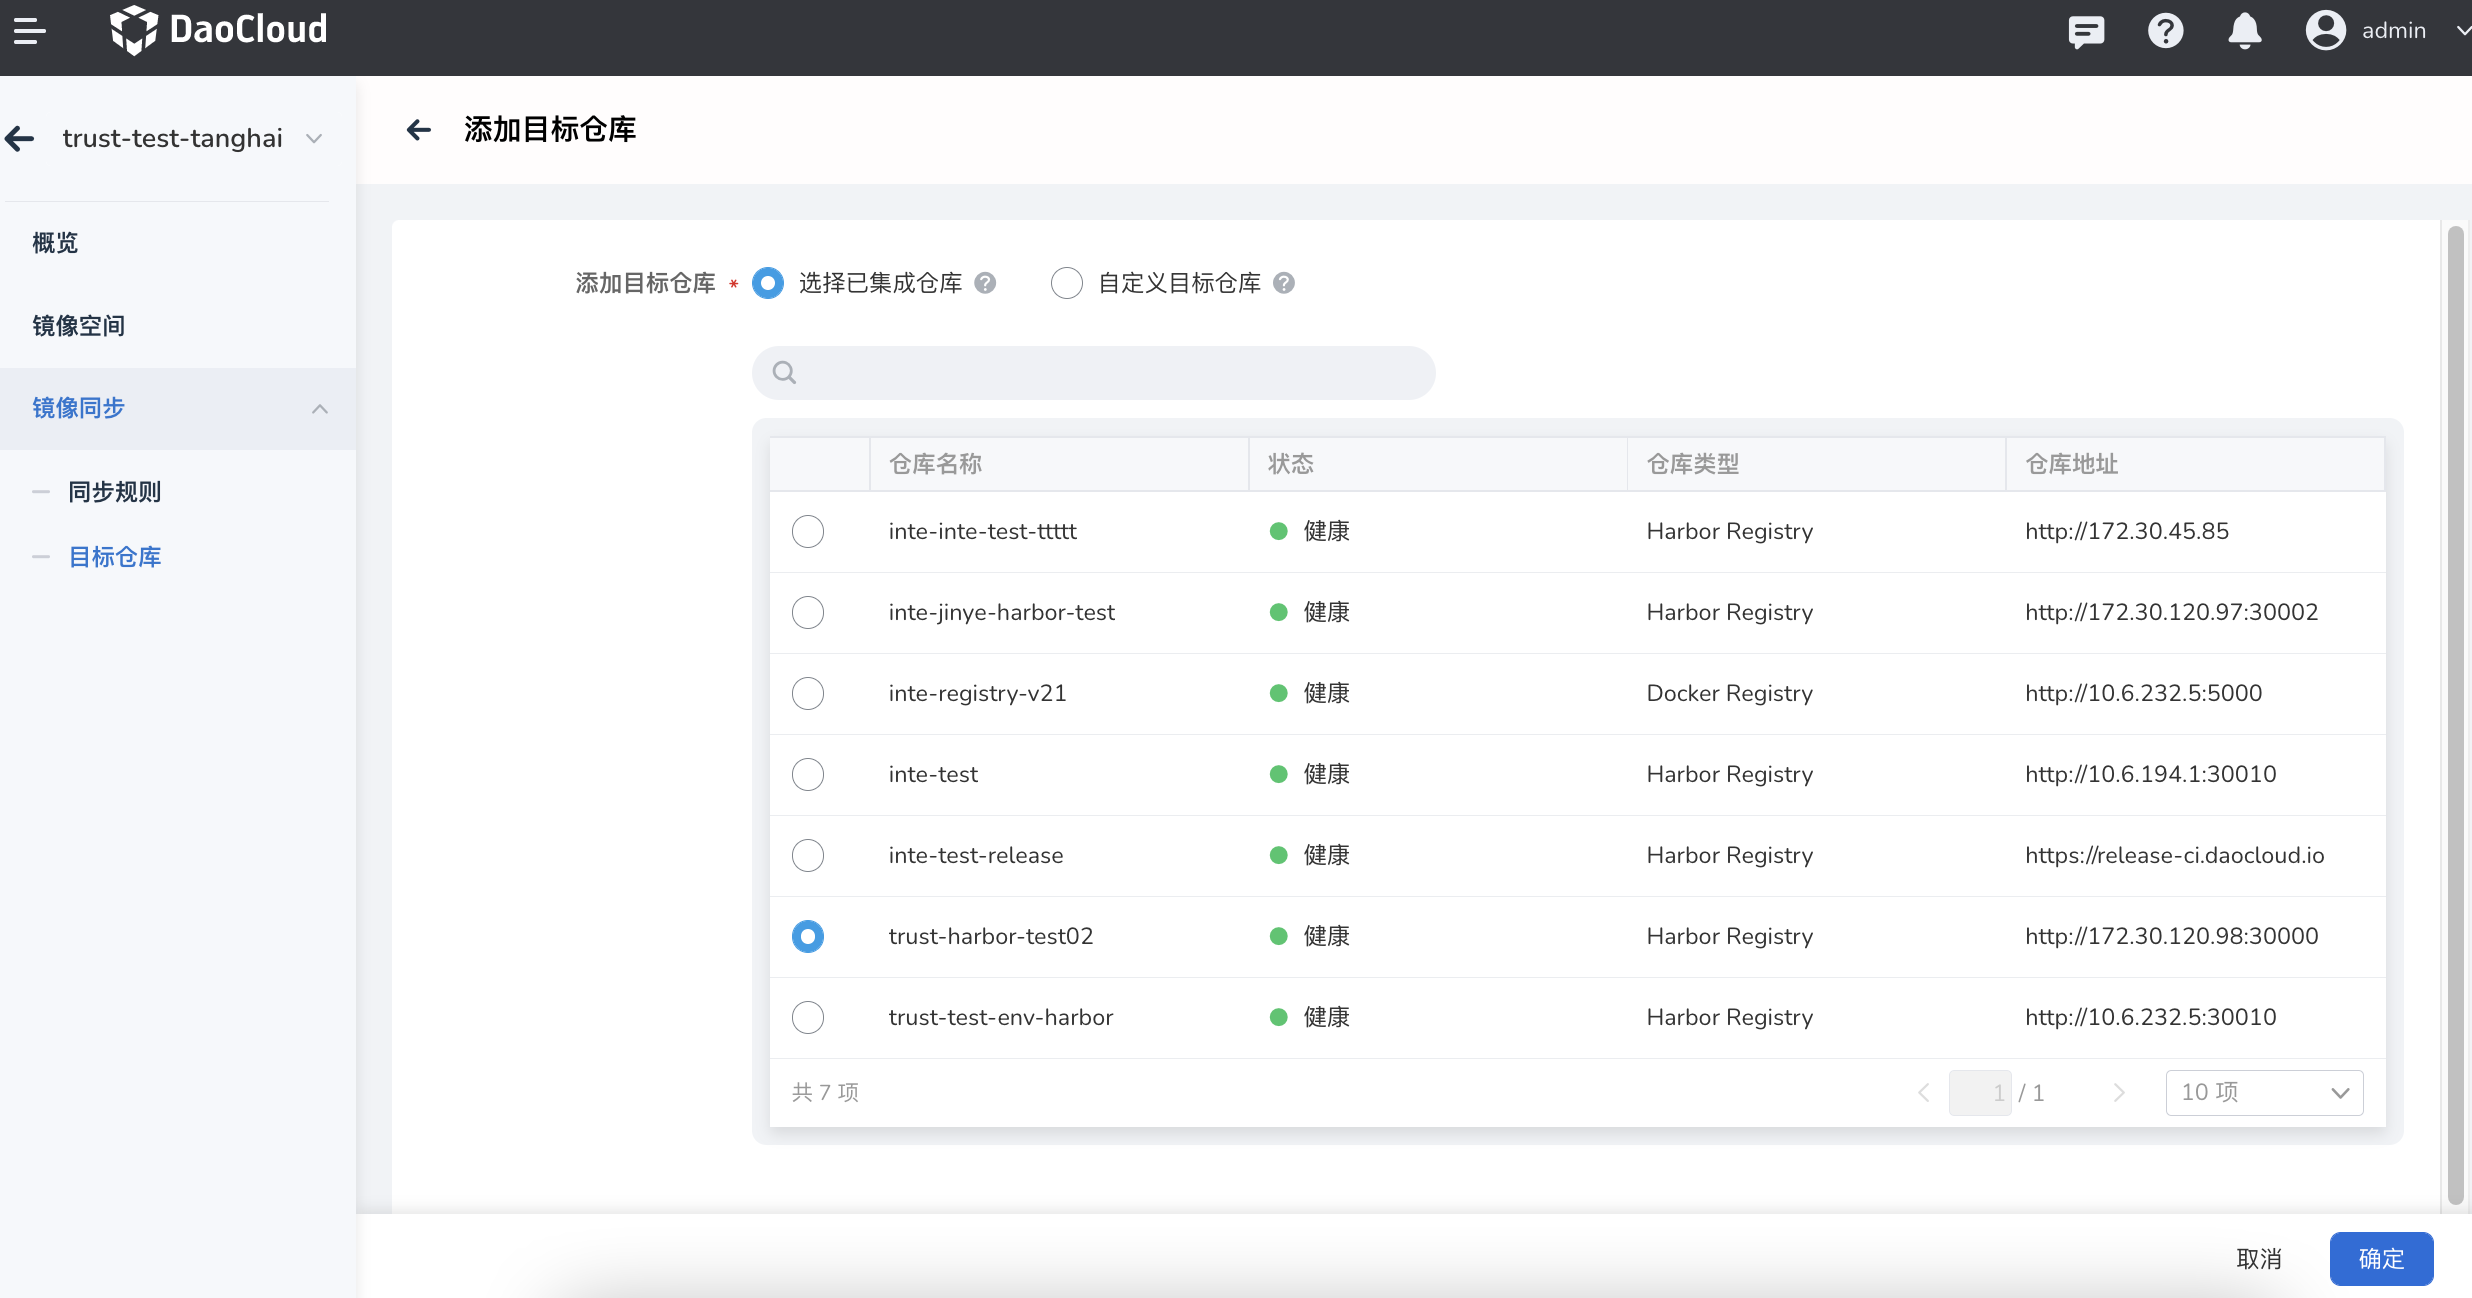 DaoCloud
admin
trust-test-tanghai
概览
镜像空间
镜像同步
同步规则
目标仓库
添加目标仓库
添加目标仓库 * 选择已集成仓库 ? 自定义目标仓库 ?
仓库名称 状态 仓库类型 仓库地址
inte-inte-test-ttttt 健康 Harbor Registry http://172.30.45.85
inte-jinye-harbor-test 健康 Harbor Registry http://172.30.120.97:30002
inte-registry-v21 健康 Docker Registry http://10.6.232.5:5000
inte-test 健康 Harbor Registry http://10.6.194.1:30010
inte-test-release 健康 Harbor Registry https://release-ci.daocloud.io
trust-harbor-test02 健康 Harbor Registry http://172.30.120.98:30000
trust-test-env-harbor 健康 Harbor Registry http://10.6.232.5:30010
共 7 项 1 / 1 10 项
取消 确定